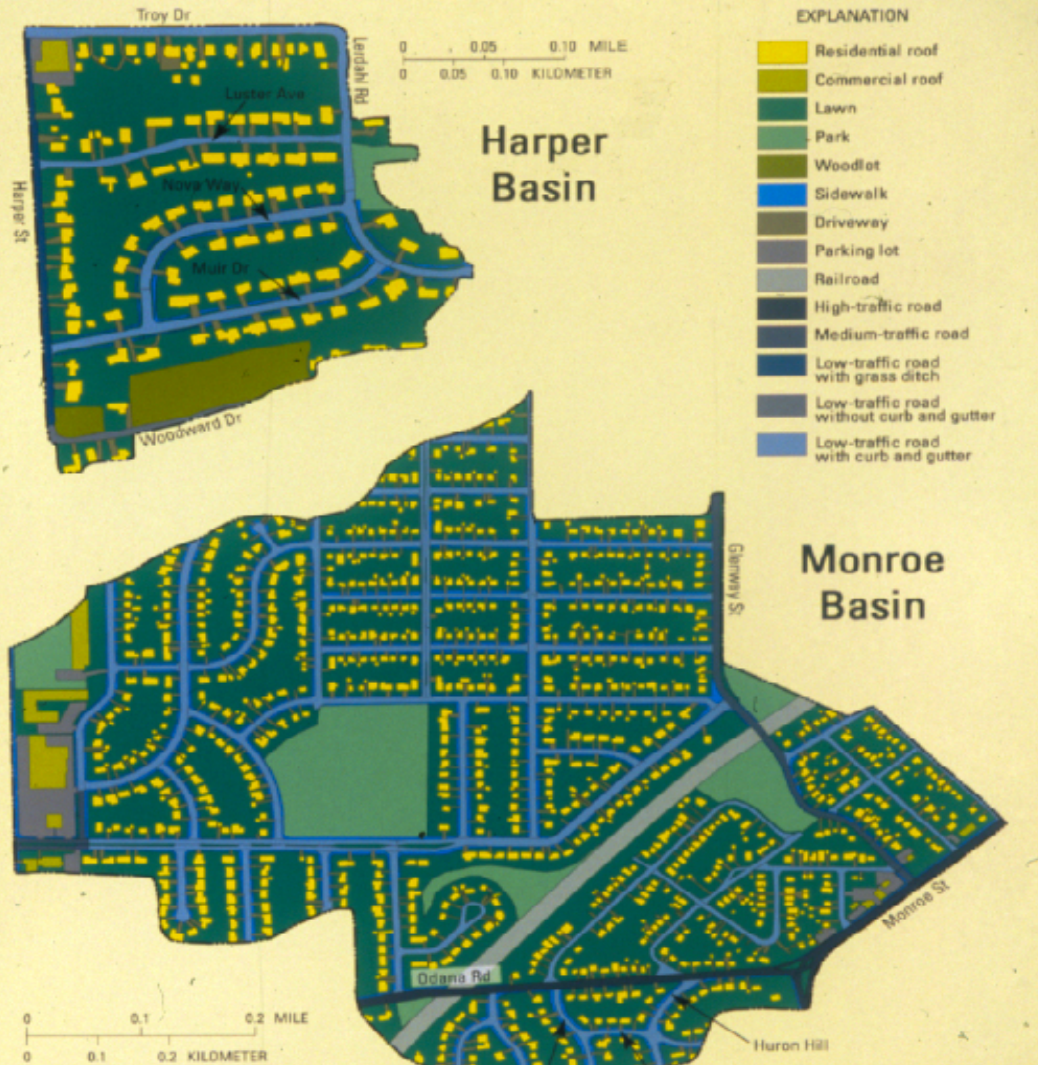 Troy Dr
Lerdahl Rd
Luster Ave
Nova Way
Muir Dr
Harper St
Woodward Dr
0 0.05 0.10 MILE
0 0.05 0.10 KILOMETER
Harper
Basin
EXPLANATION
Residential roof
Commercial roof
Lawn
Park
Woodlot
Sidewalk
Driveway
Parking lot
Railroad
High-traffic road
Medium-traffic road
Low-traffic road
with grass ditch
Low-traffic road
without curb and gutter
Low-traffic road
with curb and gutter
Monroe
Basin
Glenway St
Monroe St
Odana Rd
Huron Hill
0 0.1 0.2 MILE
0 0.1 0.2 KILOMETER